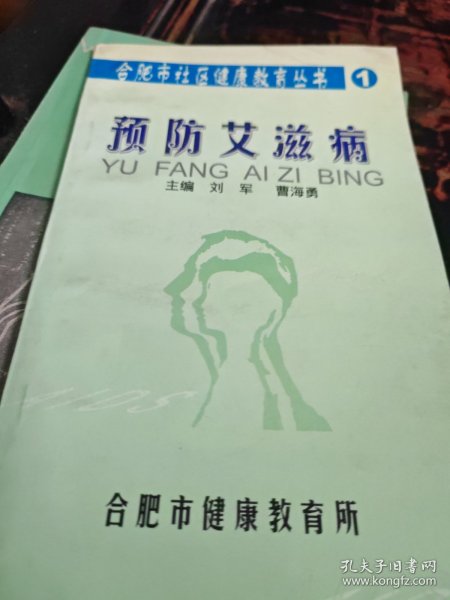 合肥市社区健康教育丛书 1
预防艾滋病
YU FANG AI ZI BING
主编 刘军 曹海勇
AIDS
合肥市健康教育所
孔夫子旧书网
www.kongfz.com